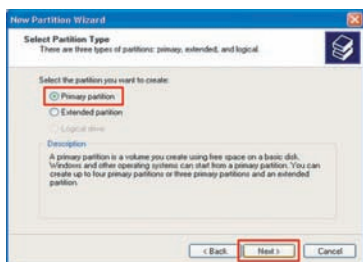 New Partition Wizard
Select Partition Type
There are three types of partitions: primary, extended, and logical.
Select the partition you want to create:
Primary partition
Extended partition
Logical drive
Description
A primary partition is a volume you create using free space on a basic disk.
Windows and other operating systems can start from a primary partition. You can
create up to four primary partitions or three primary partitions and an extended
partition.
< Back
Next >
Cancel